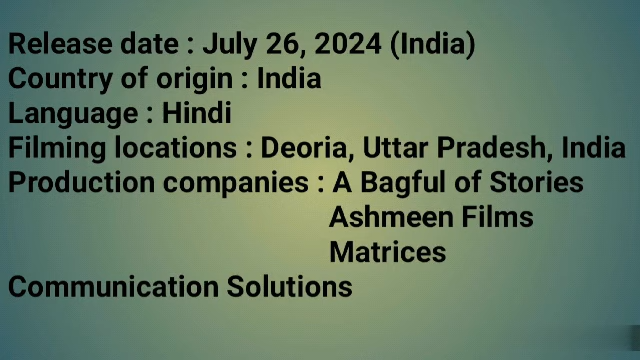 Release date : July 26, 2024 (India)
Country of origin : India
Language : Hindi
Filming locations : Deoria, Uttar Pradesh, India
Production companies : A Bagful of Stories
Ashmeen Films
Matrices
Communication Solutions